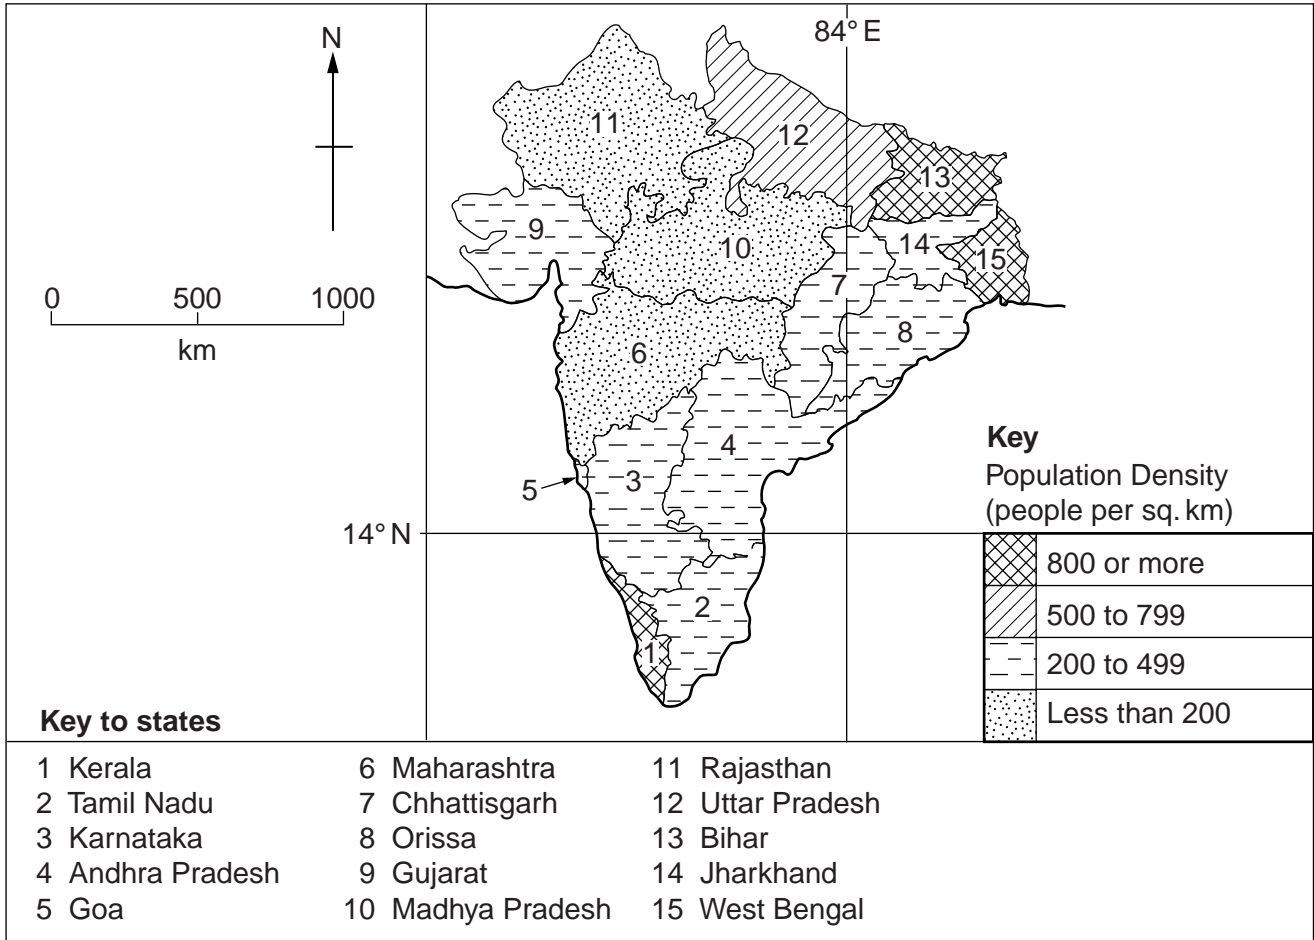 N
84° E
11
12
13
9
10
14
15
7
0 500 1000
km
6
8
4
3
5
14° N
2
1
Key
Population Density
(people per sq. km)
800 or more
500 to 799
200 to 499
Less than 200
Key to states
1 Kerala
2 Tamil Nadu
3 Karnataka
4 Andhra Pradesh
5 Goa
6 Maharashtra
7 Chhattisgarh
8 Orissa
9 Gujarat
10 Madhya Pradesh
11 Rajasthan
12 Uttar Pradesh
13 Bihar
14 Jharkhand
15 West Bengal